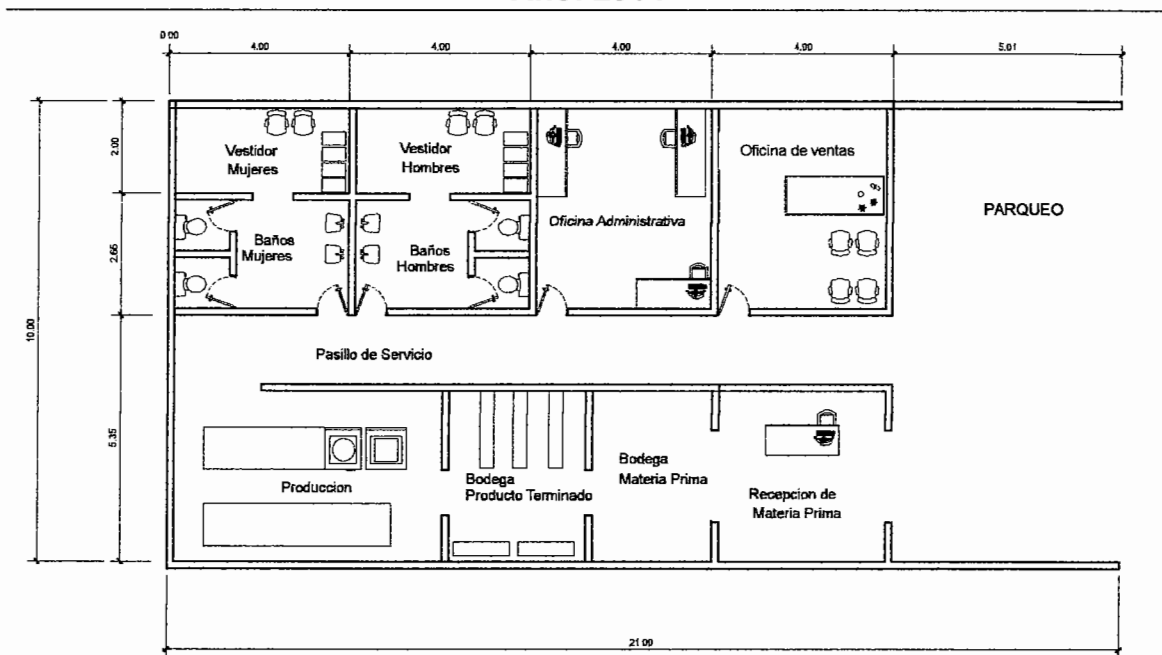 0.00
4.00
4.00
4.00
4.00
5.01
10.00
2.00
2.66
5.35
Vestidor
Mujeres
Vestidor
Hombres
Oficina Administrativa
Oficina de ventas
PARQUEO
Baños
Mujeres
Baños
Hombres
Pasillo de Servicio
Produccion
Bodega
Producto Terminado
Bodega
Materia Prima
Recepcion de
Materia Prima
21.00